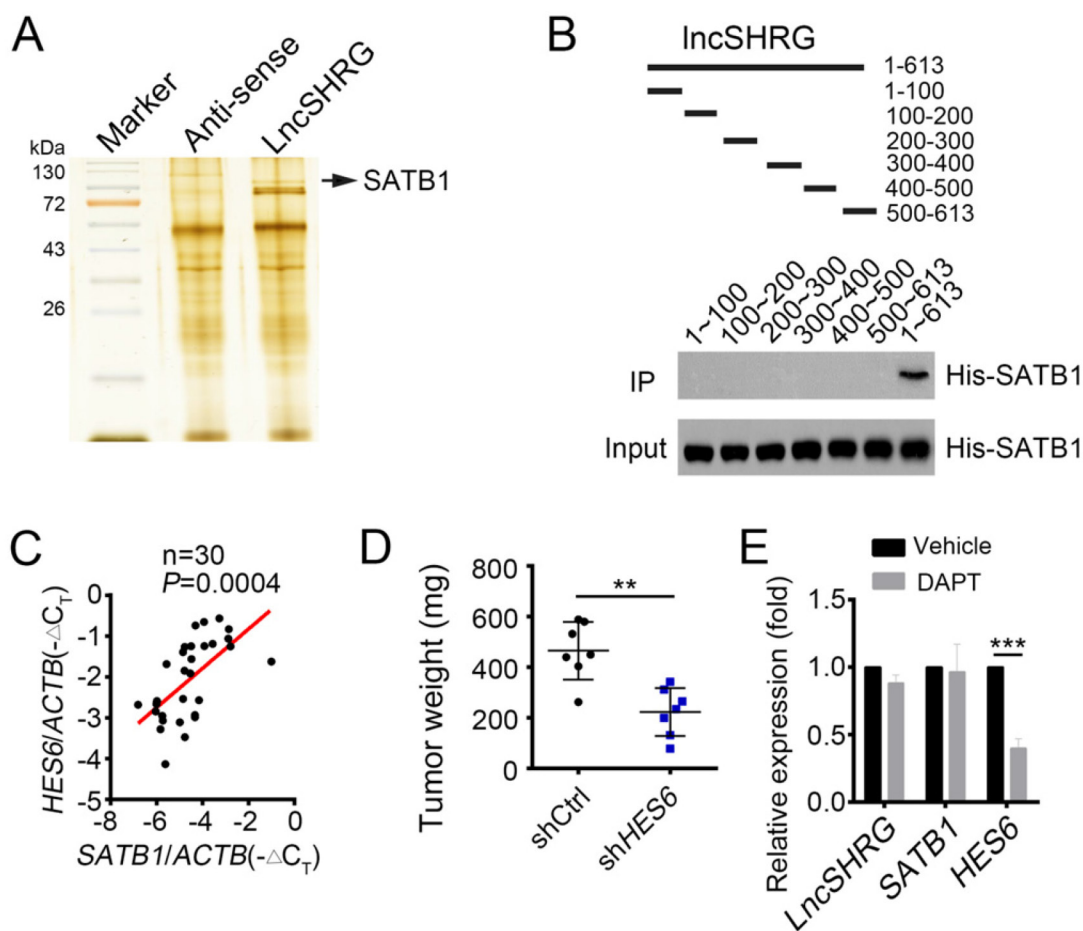 A
Marker
Anti-sense
LncSHRG
kDa
130
72
43
26
SATB1
B
lncSHRG
1-613
1-100
100-200
200-300
300-400
400-500
500-613
1~100
100~200
200~300
300~400
400~500
500~613
1~613
IP
His-SATB1
Input
His-SATB1
C
n=30
P=0.0004
HES6/ACTB(-△CT)
0
-1
-2
-3
-4
-5
-8 -6 -4 -2 0
SATB1/ACTB(-△CT)
D
Tumor weight (mg)
800
600
400
200
0
**
shCtrl
shHES6
E
Vehicle
DAPT
Relative expression (fold)
1.5
1.0
0.5
0.0
***
LncSHRG
SATB1
HES6